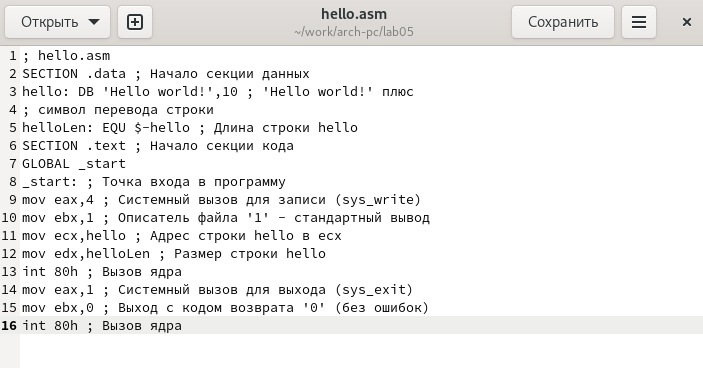 Открыть
hello.asm
~/work/arch-pc/lab05
Сохранить
1 ; hello.asm
2 SECTION .data ; Начало секции данных
3 hello: DB 'Hello world!',10 ; 'Hello world!' плюс
4 ; символ перевода строки
5 helloLen: EQU $-hello ; Длина строки hello
6 SECTION .text ; Начало секции кода
7 GLOBAL _start
8 _start: ; Точка входа в программу
9 mov eax,4 ; Системный вызов для записи (sys_write)
10 mov ebx,1 ; Описатель файла '1' - стандартный вывод
11 mov ecx,hello ; Адрес строки hello в ecx
12 mov edx,helloLen ; Размер строки hello
13 int 80h ; Вызов ядра
14 mov eax,1 ; Системный вызов для выхода (sys_exit)
15 mov ebx,0 ; Выход с кодом возврата '0' (без ошибок)
16 int 80h ; Вызов ядра